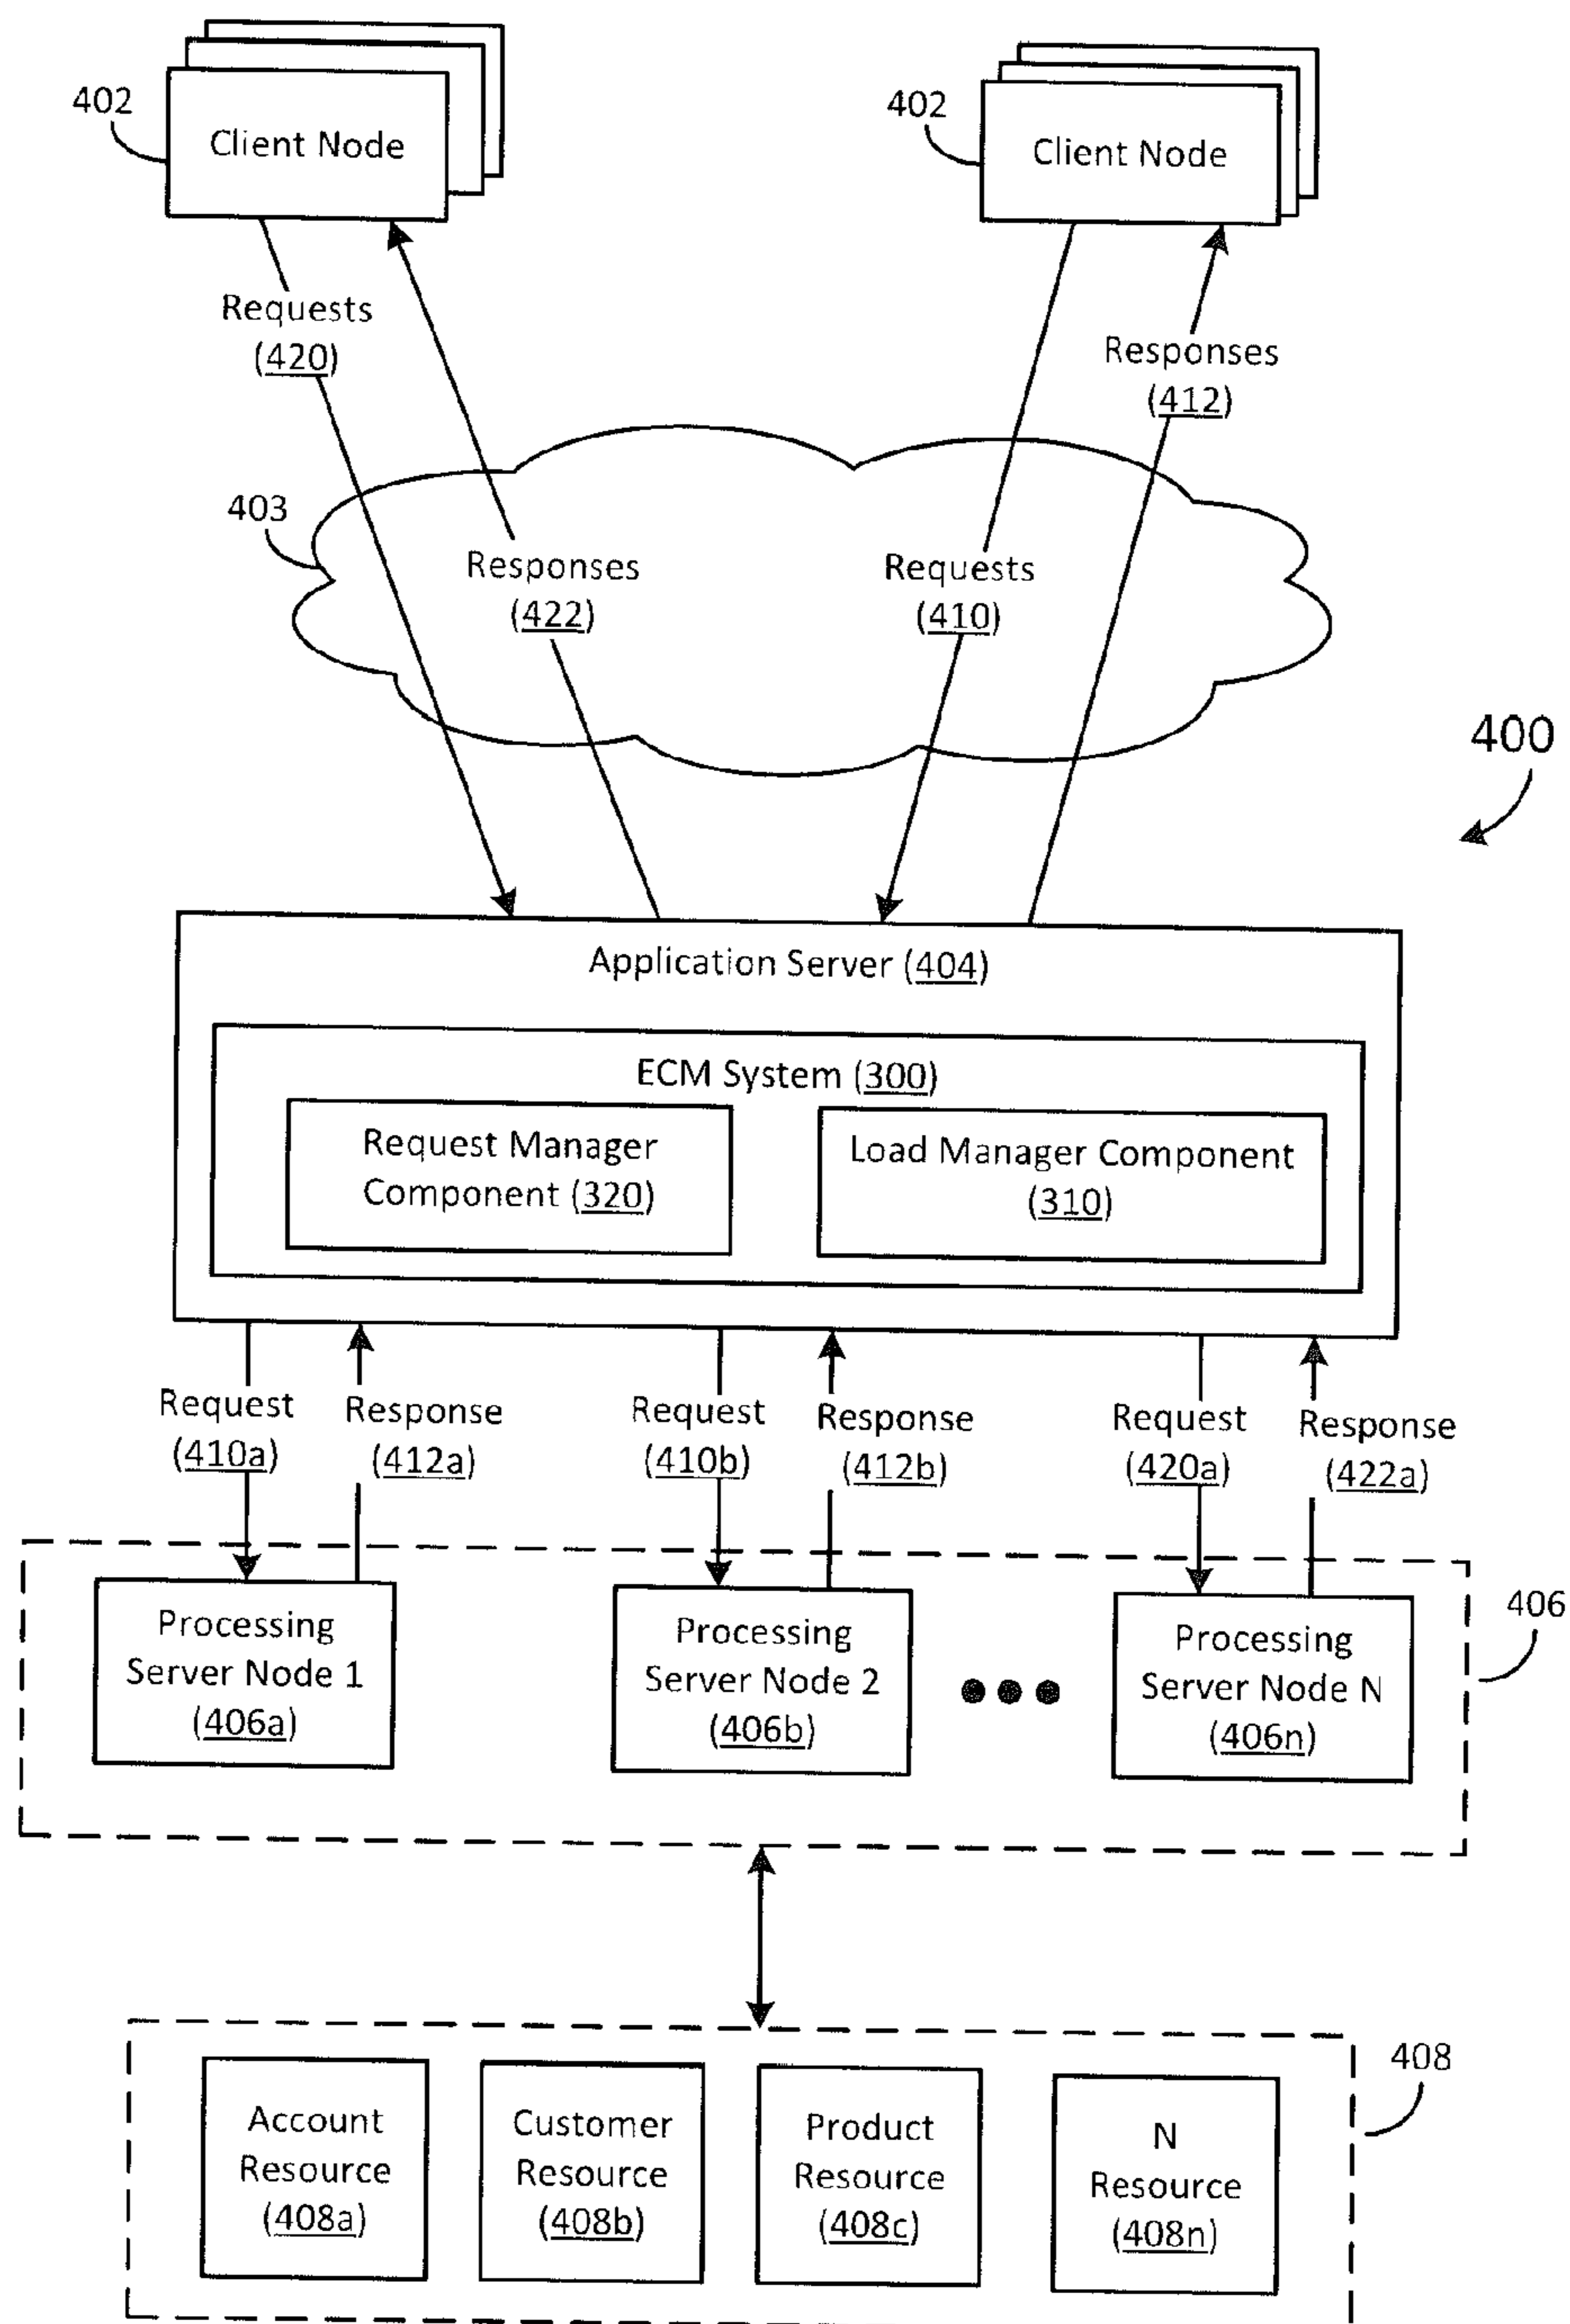 402
Client Node
402
Client Node
Requests
(420)
Responses
(412)
403
Responses
(422)
Requests
(410)
400
Application Server (404)
ECM System (300)
Request Manager
Component (320)
Load Manager Component
(310)
Request
(410a)
Response
(412a)
Request
(410b)
Response
(412b)
Request
(420a)
Response
(422a)
406
Processing
Server Node 1
(406a)
Processing
Server Node 2
(406b)
Processing
Server Node N
(406n)
408
Account
Resource
(408a)
Customer
Resource
(408b)
Product
Resource
(408c)
N
Resource
(408n)